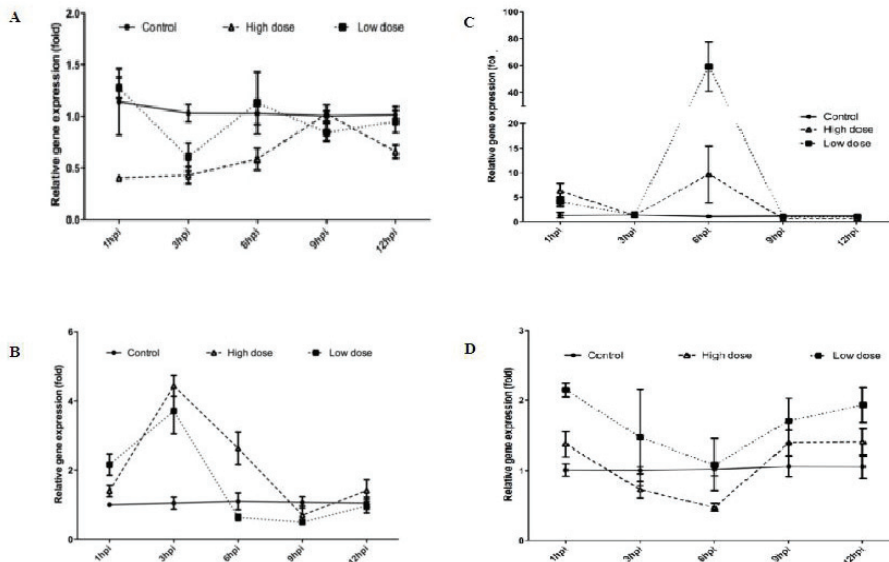 A
Control High dose Low dose
Relative gene expression (fold)
2.0
1.5
1.0
0.5
0.0
1hpi 3hpi 6hpi 9hpi 12hpi
B
Control High dose Low dose
Relative gene expression (fold)
6
4
2
0
1hpi 3hpi 6hpi 9hpi 12hpi
C
Relative gene expression (fol
100
80
60
40
20
15
10
5
0
Control
High dose
Low dose
1hpi 3hpi 6hpi 9hpi 12hpi
D
Control High dose Low dose
Relative gene expression (fold)
3
2
1
0
1hpi 3hpi 6hpi 9hpi 12hpi